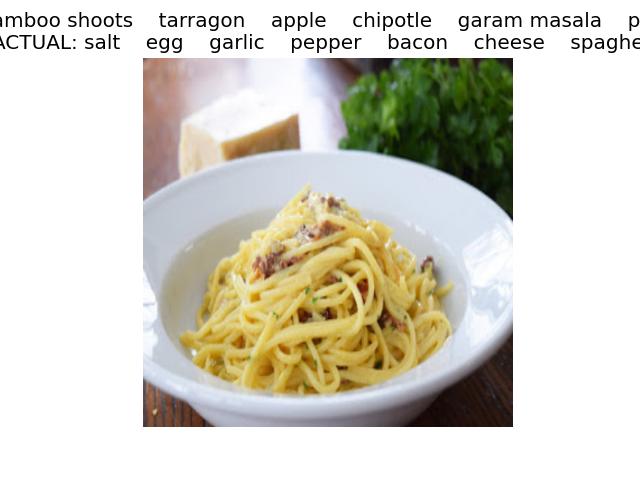 amboo shoots tarragon apple chipotle garam masala p
ACTUAL: salt egg garlic pepper bacon cheese spaghe